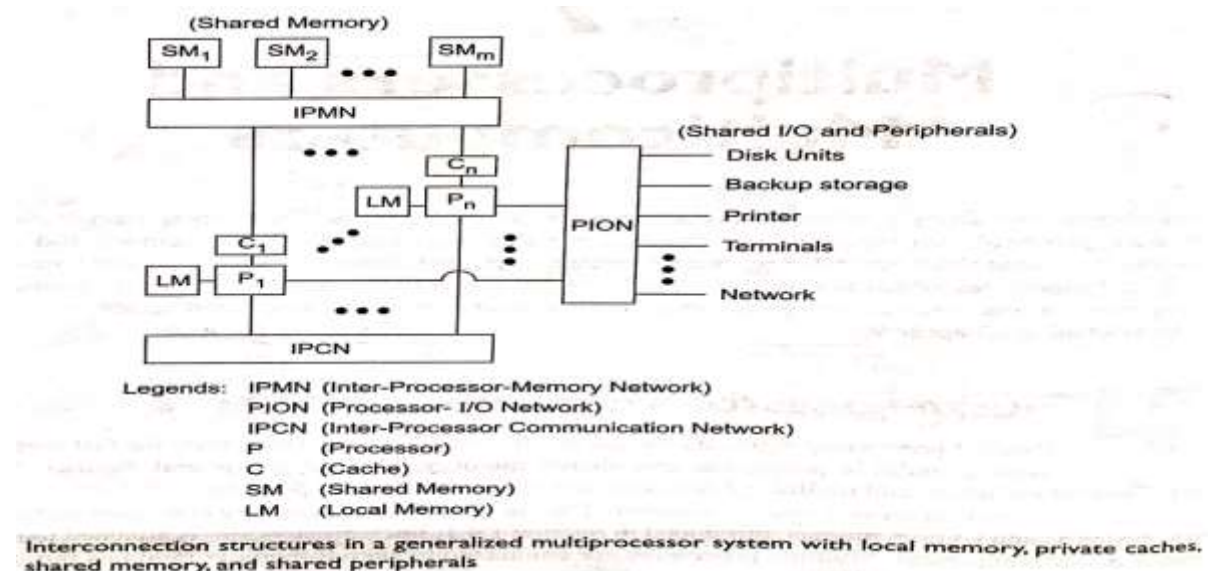 (Shared Memory)
SM1 SM2 SMm
IPMN
(Shared I/O and Peripherals)
Disk Units
Cn
Backup storage
LM Pn
Printer
PION
Terminals
C1
LM P1
Network
IPCN
Legends: IPMN (Inter-Processor-Memory Network)
PION (Processor- I/O Network)
IPCN (Inter-Processor Communication Network)
P (Processor)
C (Cache)
SM (Shared Memory)
LM (Local Memory)
Interconnection structures in a generalized multiprocessor system with local memory, private caches,
shared memory, and shared peripherals